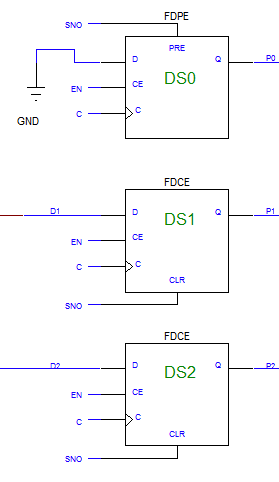 FDPE
SNO
PRE
D Q P0
DS0
EN CE
C C
GND
FDCE
D1 D Q P1
DS1
EN CE
C C
CLR
SNO
FDCE
D2 D Q P2
DS2
EN CE
C C
CLR
SNO